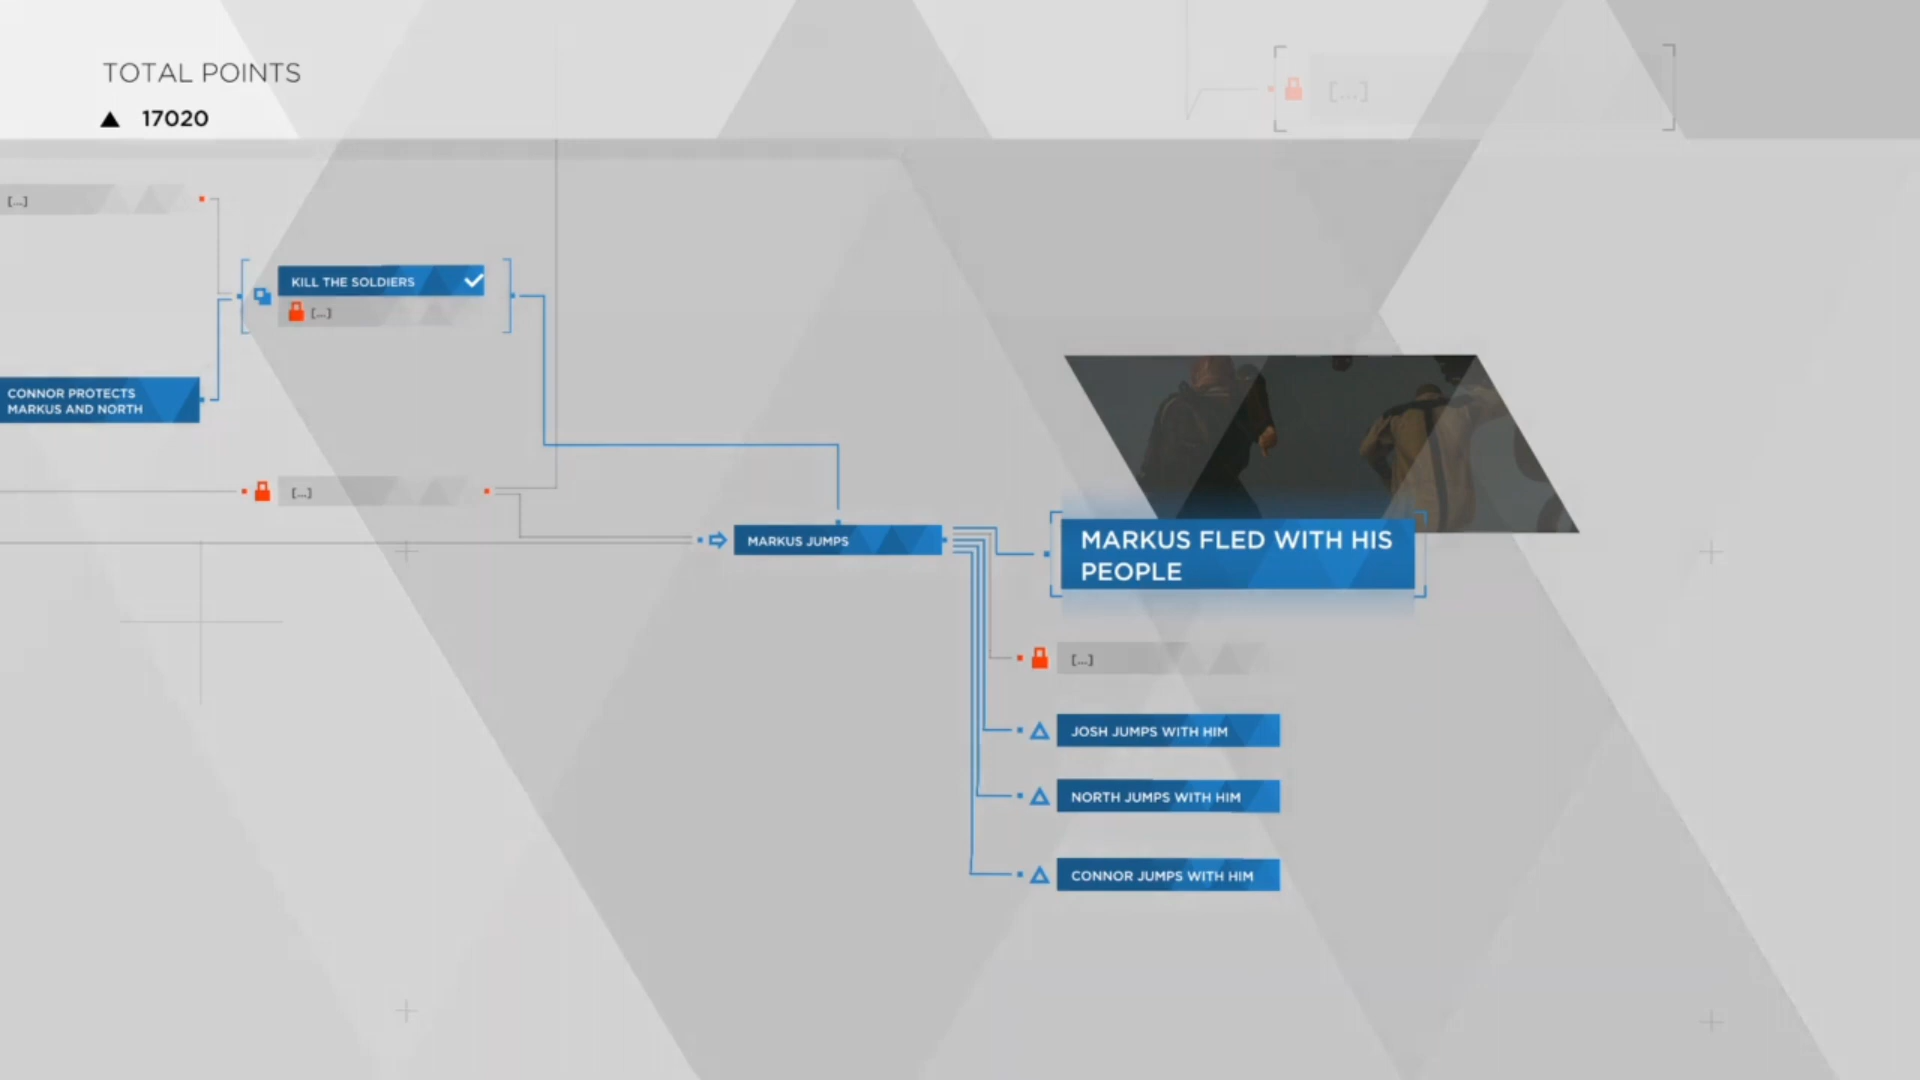 TOTAL POINTS
17020
[...]
[...]
KILL THE SOLDIERS
[...]
CONNOR PROTECTS
MARKUS AND NORTH
[...]
MARKUS JUMPS
MARKUS FLED WITH HIS
PEOPLE
[...]
JOSH JUMPS WITH HIM
NORTH JUMPS WITH HIM
CONNOR JUMPS WITH HIM